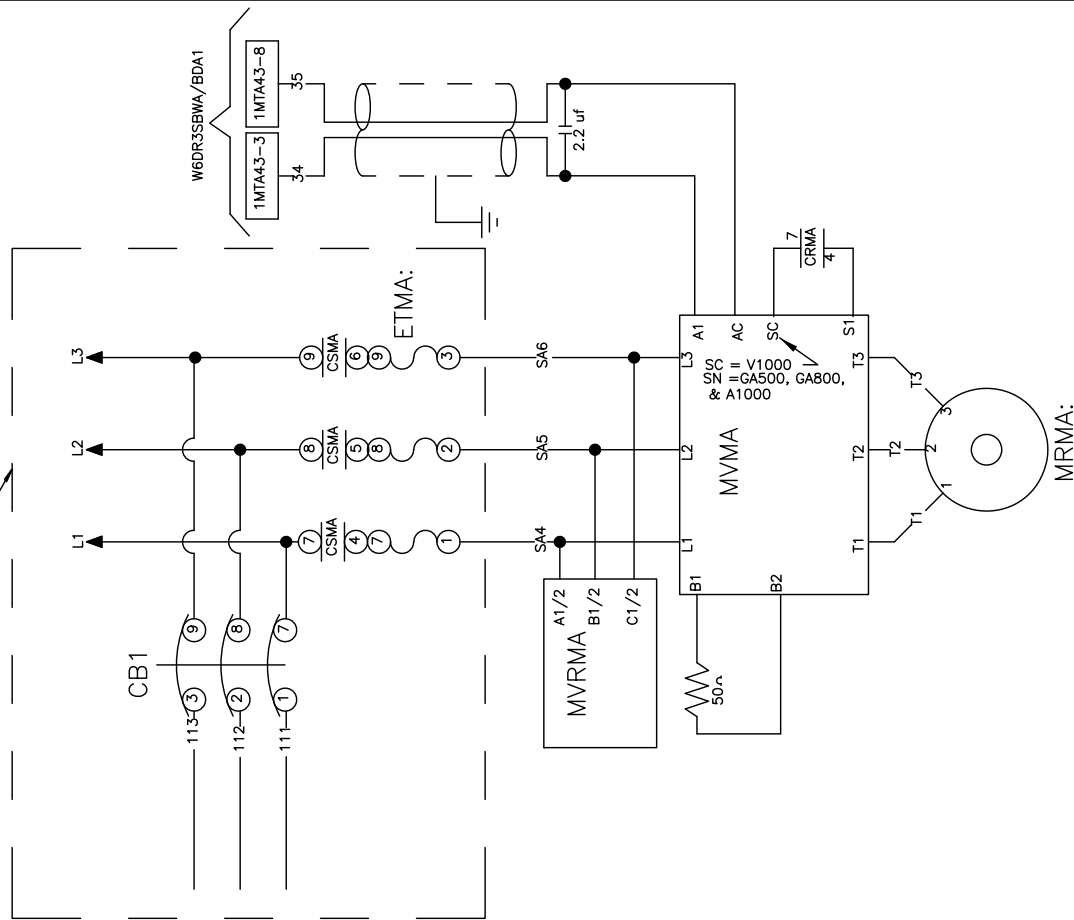 W6DR3SBWA/BDA1
1MTA43-3
1MTA43-8
34
35
2.2 uf
L1
L2
L3
CB1
113
3
9
112
2
8
111
1
7
7
CSMA
4
7
1
8
CSMA
5
8
2
9
CSMA
6
9
3
ETMA:
SA4
SA5
SA6
MVRMA
A1/2
B1/2
C1/2
L1
L2
L3
A1
AC
SC
S1
7
CRMA
4
SC = V1000
SN =GA500, GA800,
& A1000
MVMA
B1
B2
50Ω
T1
T2
T3
T1
T2
T3
1
2
3
MRMA: